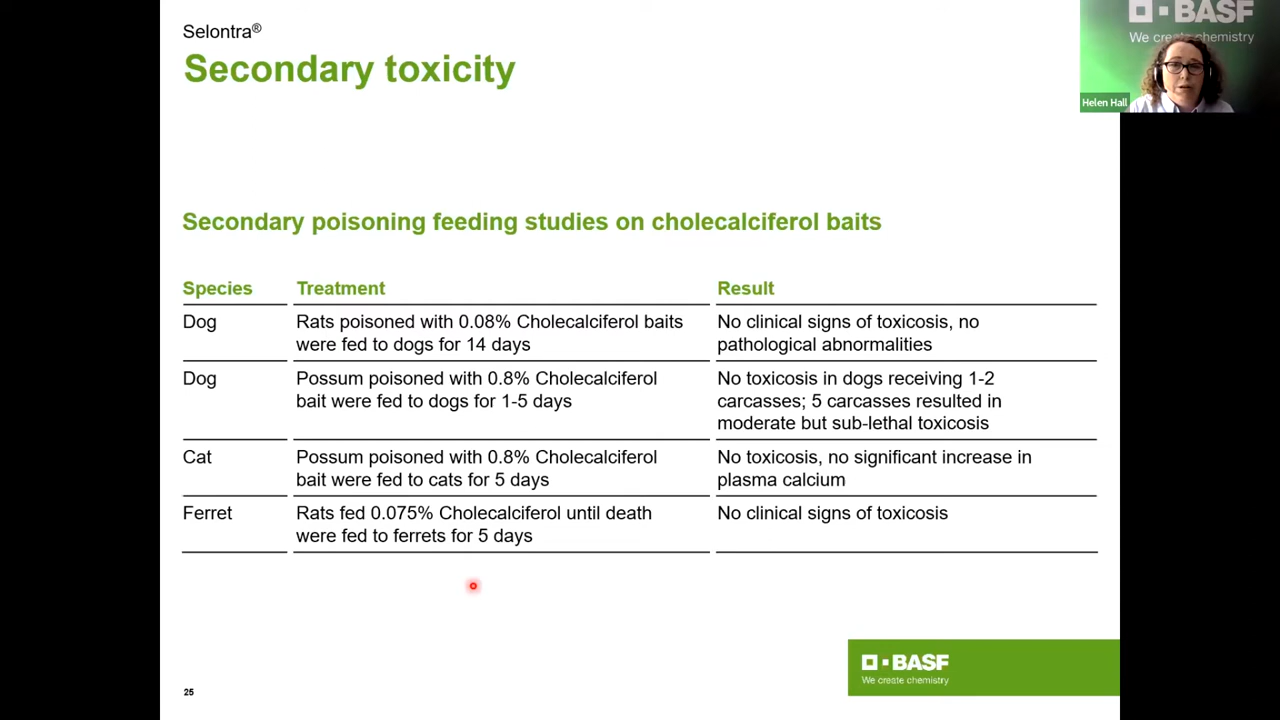 Selontra®
Secondary toxicity
BASF
We create chemistry
Helen Hall
Secondary poisoning feeding studies on cholecalciferol baits
Species Treatment Result
Dog Rats poisoned with 0.08% Cholecalciferol baits No clinical signs of toxicosis, no
were fed to dogs for 14 days pathological abnormalities
Dog Possum poisoned with 0.8% Cholecalciferol No toxicosis in dogs receiving 1-2
bait were fed to dogs for 1-5 days carcasses; 5 carcasses resulted in
moderate but sub-lethal toxicosis
Cat Possum poisoned with 0.8% Cholecalciferol No toxicosis, no significant increase in
bait were fed to cats for 5 days plasma calcium
Ferret Rats fed 0.075% Cholecalciferol until death No clinical signs of toxicosis
were fed to ferrets for 5 days
BASF
We create chemistry
25